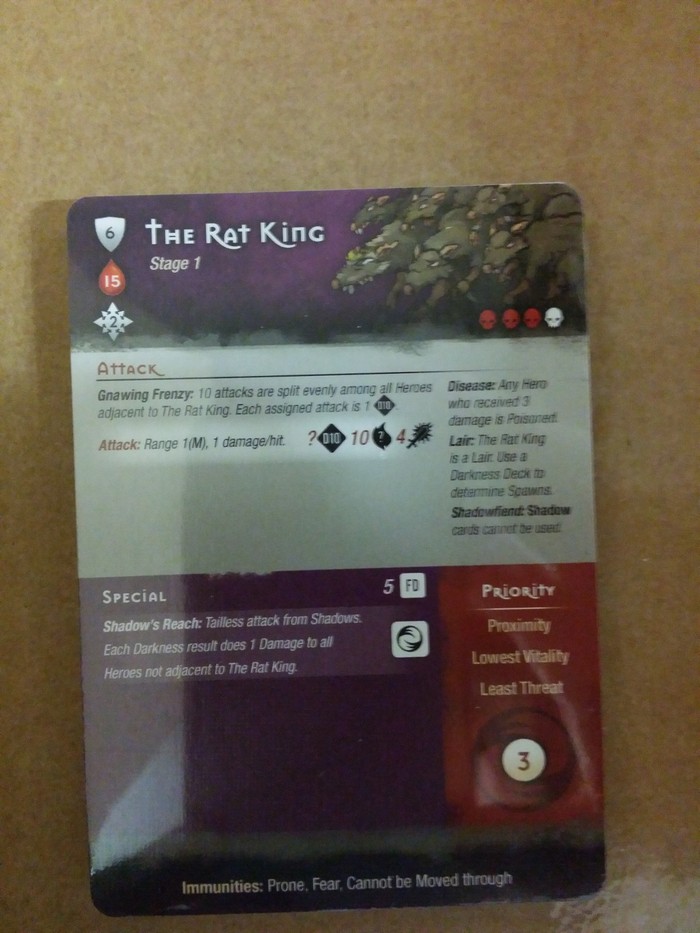 6
THE RAT KING
Stage 1
15
2
ATTACK
Gnawing Frenzy: 10 attacks are split evenly among all Heroes
adjacent to The Rat King. Each assigned attack is 1 D10.
Attack: Range 1(M), 1 damage/hit. ? D10 10 ? 4
Disease: Any Hero
who received 3
damage is Poisoned.
Lair: The Rat King
is a Lair. Use a
Darkness Deck to
determine Spawns.
Shadowfiend: Shadow
cards cannot be used.
SPECIAL 5 FD
Shadow's Reach: Tailless attack from Shadows.
Each Darkness result does 1 Damage to all
Heroes not adjacent to The Rat King.
PRIORITY
Proximity
Lowest Vitality
Least Threat
3
Immunities: Prone, Fear, Cannot be Moved through